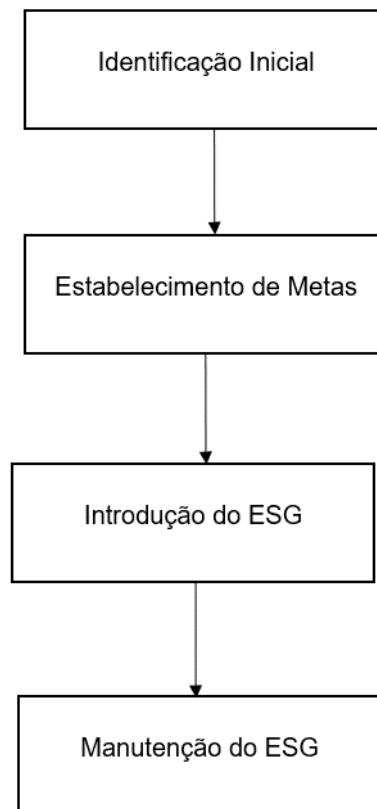 Identificação Inicial
Estabelecimento de Metas
Introdução do ESG
Manutenção do ESG